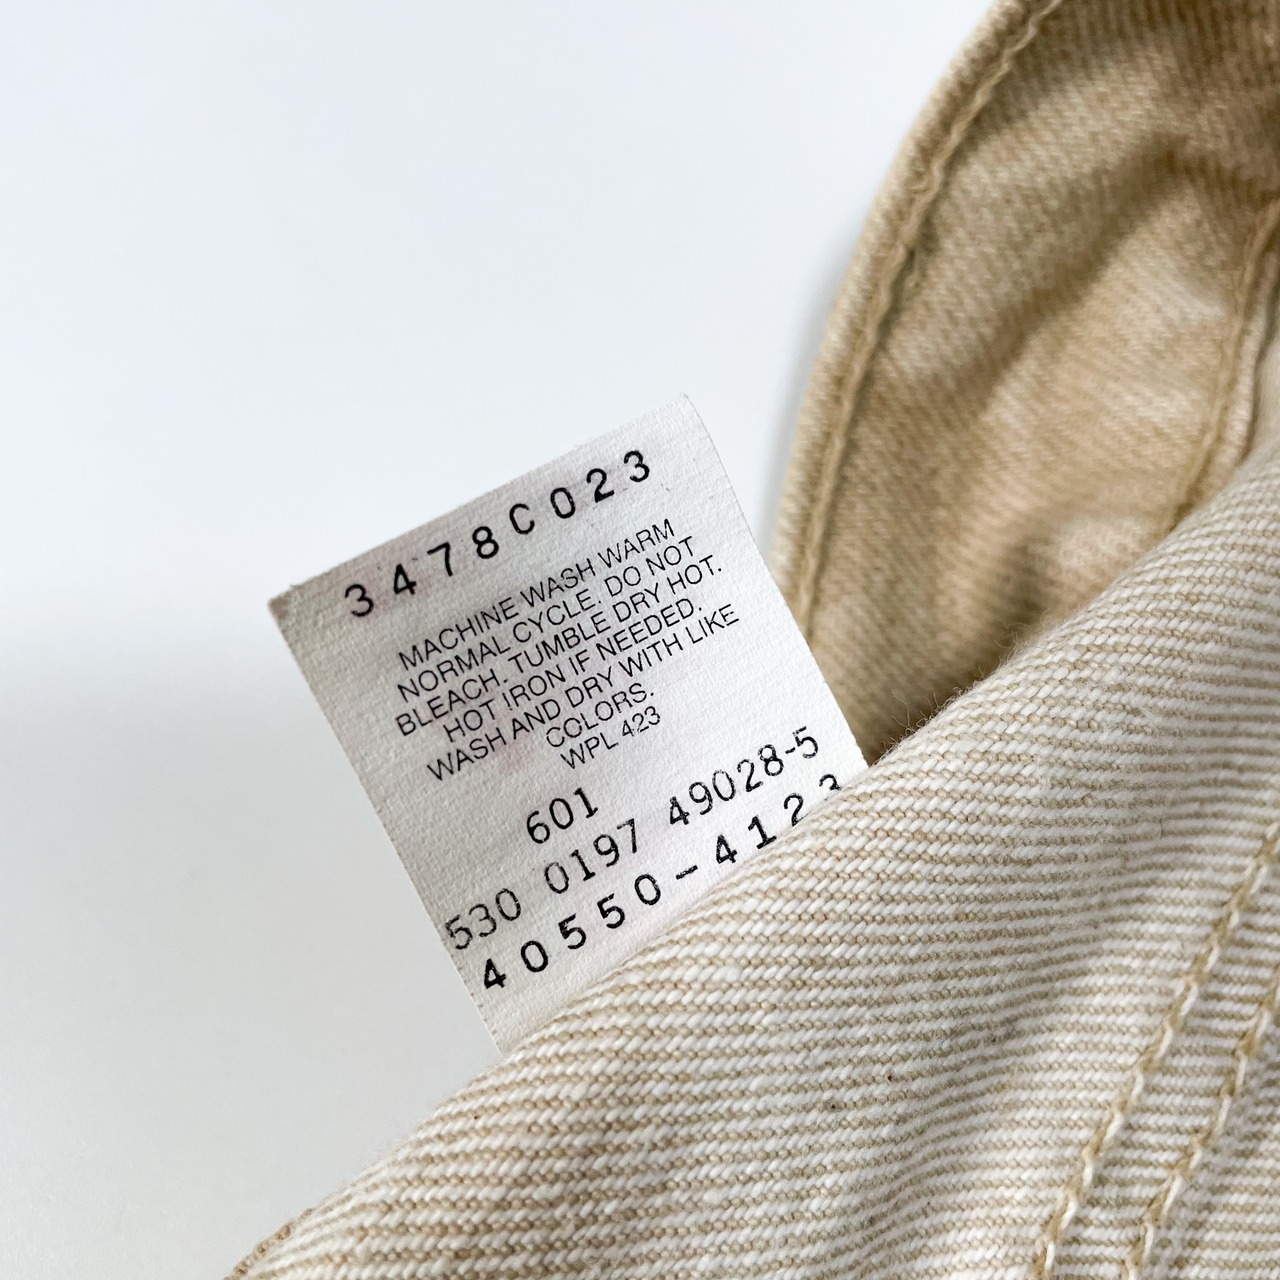 3478C023
MACHINE WASH WARM
NORMAL CYCLE. DO NOT
BLEACH. TUMBLE DRY HOT.
HOT IRON IF NEEDED.
WASH AND DRY WITH LIKE
COLORS.
WPL 423
601
530 0197 49028-5
40550-4123